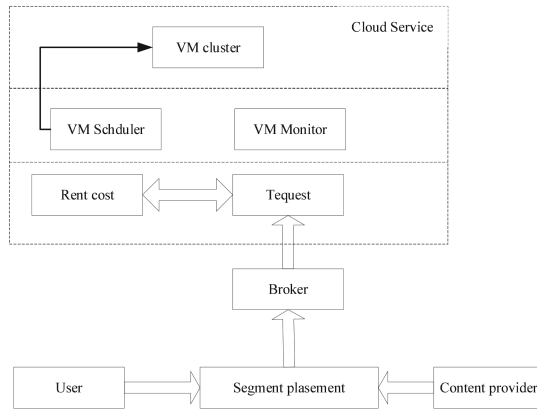 Cloud Service
VM cluster
VM Schduler
VM Monitor
Rent cost
Tequest
Broker
User
Segment plasement
Content provider